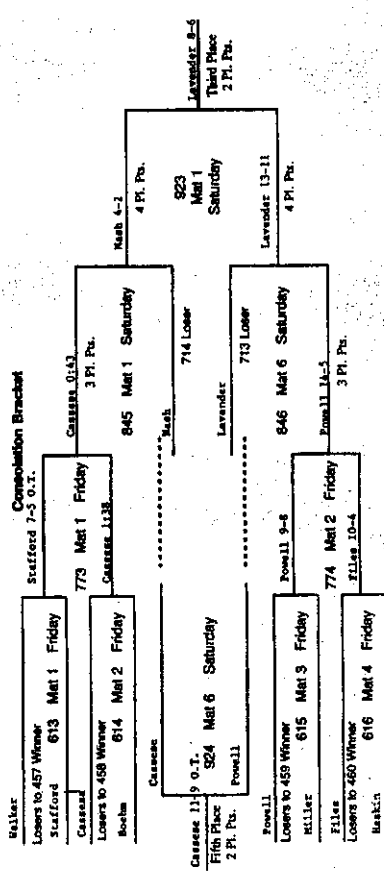 Consolation Bracket
Walker
Losers to 457 Winner
613 Mat 1 Friday
Stafford
Stafford 7-5 O.T.
773 Mat 1 Friday
Cassese
Losers to 458 Winner
614 Mat 2 Friday
Boehm
Cassese 1:38
Cassese 0:43
3 Pl. Pts.
845 Mat 1 Saturday
Nash
714 Loser
Nash 4-2
4 Pl. Pts.
923
Mat 1
Saturday
Lavender 8-6
Third Place
2 Pl. Pts.
Cassese
924 Mat 6 Saturday
Powell
Cassese 11-9 O.T.
Fifth Place
2 Pl. Pts.
Lavender
713 Loser
846 Mat 6 Saturday
Lavender 13-11
4 Pl. Pts.
Powell
Losers to 459 Winner
615 Mat 3 Friday
Miller
Powell 9-8
774 Mat 2 Friday
Files
Losers to 460 Winner
616 Mat 4 Friday
Raskin
Files 10-4
Powell 14-5
3 Pl. Pts.